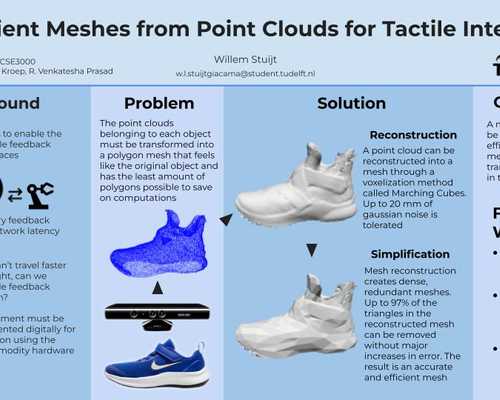 ient Meshes from Point Clouds for Tactile Inte
CSE3000
Kroep, R. Venkatesha Prasad
Willem Stuijt
w.l.stuijtgiacama@student.tudelft.nl
ound
s to enable the
le feedback
aces
ry feedback
twork latency
n't travel faster
ght, can we
le feedback
n?
nment must be
ented digitally for
on using the
modity hardware
Problem
The point clouds
belonging to each object
must be transformed into
a polygon mesh that feels
like the original object and
has the least amount of
polygons possible to save
on computations
Solution
Reconstruction
A point cloud can be
reconstructed into a
mesh through a
voxelization method
called Marching Cubes.
Up to 20 mm of
gaussian noise is
tolerated
Simplification
Mesh reconstruction
creates dense,
redundant meshes.
Up to 97% of the
triangles in the
reconstructed mesh
can be removed
without major
increases in error. The
result is an accurate
and efficient mesh
C
A m
be
effi
me
tra
in t
F
W